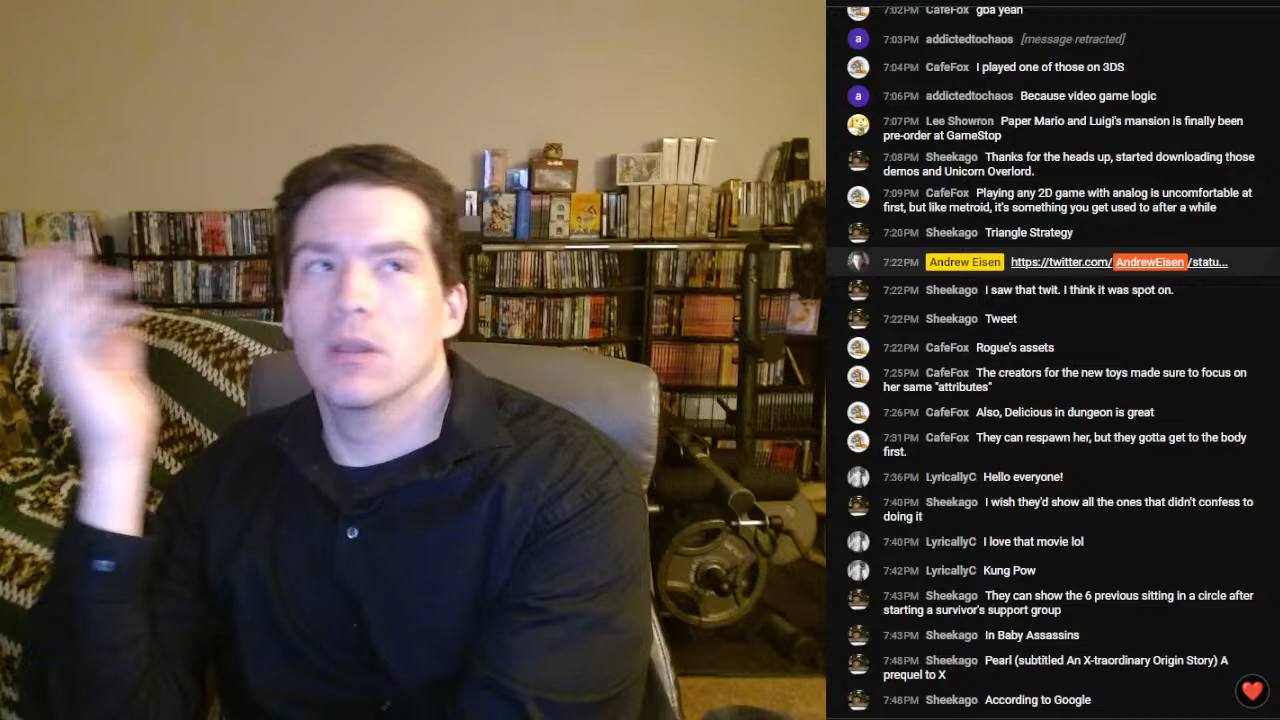 7:02PM CafeFox gba yeah
a 7:03PM addictedtochaos [message retracted]
7:04PM CafeFox I played one of those on 3DS
a 7:06PM addictedtochaos Because video game logic
7:07PM Lee Showron Paper Mario and Luigi's mansion is finally been
pre-order at GameStop
7:08PM Sheekago Thanks for the heads up, started downloading those
demos and Unicorn Overlord.
7:09PM CafeFox Playing any 2D game with analog is uncomfortable at
first, but like metroid, it's something you get used to after a while
7:20PM Sheekago Triangle Strategy
7:22PM Andrew Eisen https://twitter.com/AndrewEisen/statu...
7:22PM Sheekago I saw that twit. I think it was spot on.
7:22PM Sheekago Tweet
7:22PM CafeFox Rogue's assets
7:25PM CafeFox The creators for the new toys made sure to focus on
her same "attributes"
7:26PM CafeFox Also, Delicious in dungeon is great
7:31PM CafeFox They can respawn her, but they gotta get to the body
first.
7:36PM LyricallyC Hello everyone!
7:40PM Sheekago I wish they'd show all the ones that didn't confess to
doing it
7:40PM LyricallyC I love that movie lol
7:42PM LyricallyC Kung Pow
7:43PM Sheekago They can show the 6 previous sitting in a circle after
starting a survivor's support group
7:43PM Sheekago In Baby Assassins
7:48PM Sheekago Pearl (subtitled An X-traordinary Origin Story) A
prequel to X
7:48PM Sheekago According to Google